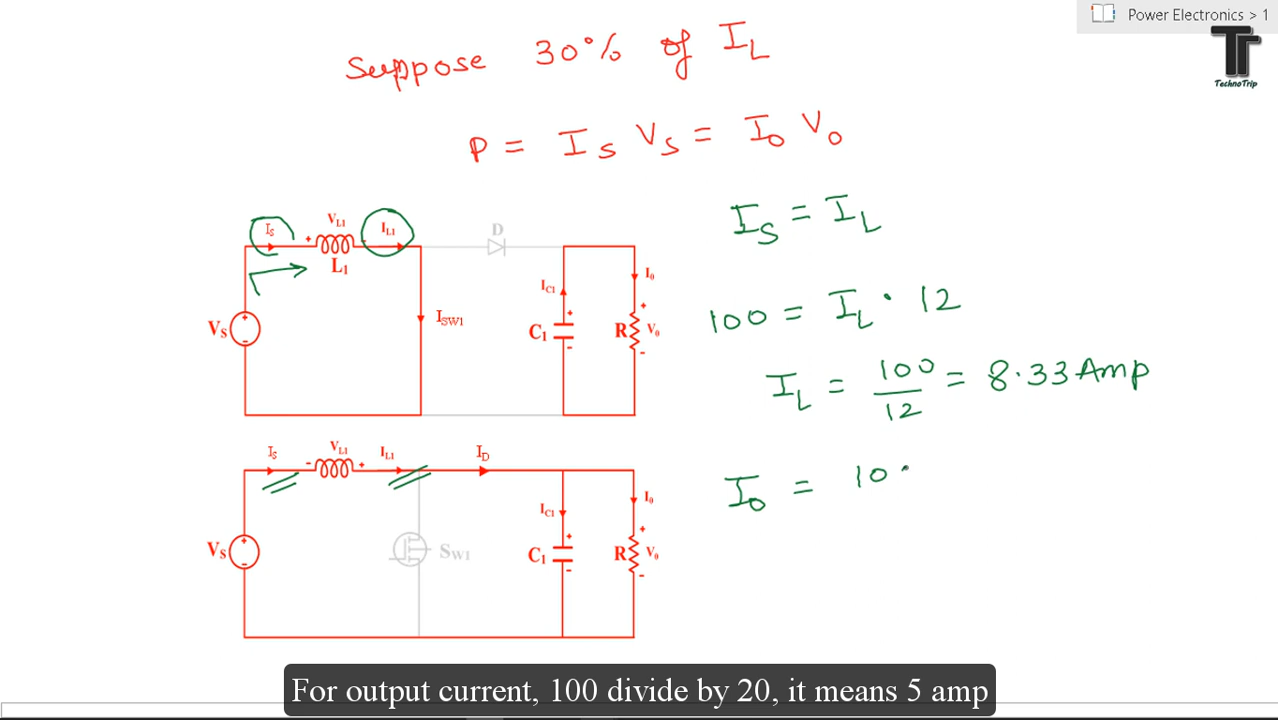 Power Electronics > 1
TechnoTrip
Suppose 30% of IL
P = IS VS = IO VO
IS = IL
100 = IL · 12
IL = 100/12 = 8.33 Amp
IO = 10
IS
VL1
+
IL1
L1
D
VS
+
-
ISW1
IC1
C1
+
-
I0
R
+
V0
-
IS
VL1
-
+
IL1
ID
VS
+
-
SW1
IC1
C1
+
-
I0
R
+
V0
-
For output current, 100 divide by 20, it means 5 amp